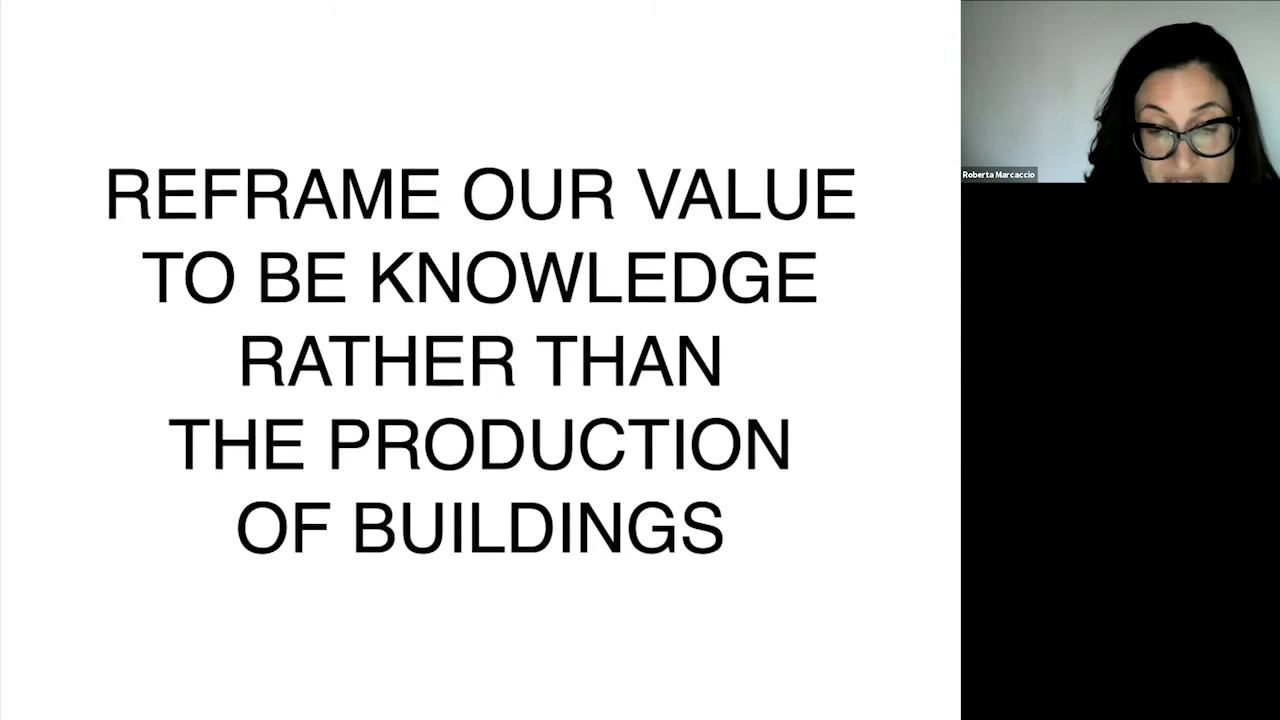 REFRAME OUR VALUE
TO BE KNOWLEDGE
RATHER THAN
THE PRODUCTION
OF BUILDINGS
Roberta Marcaccio